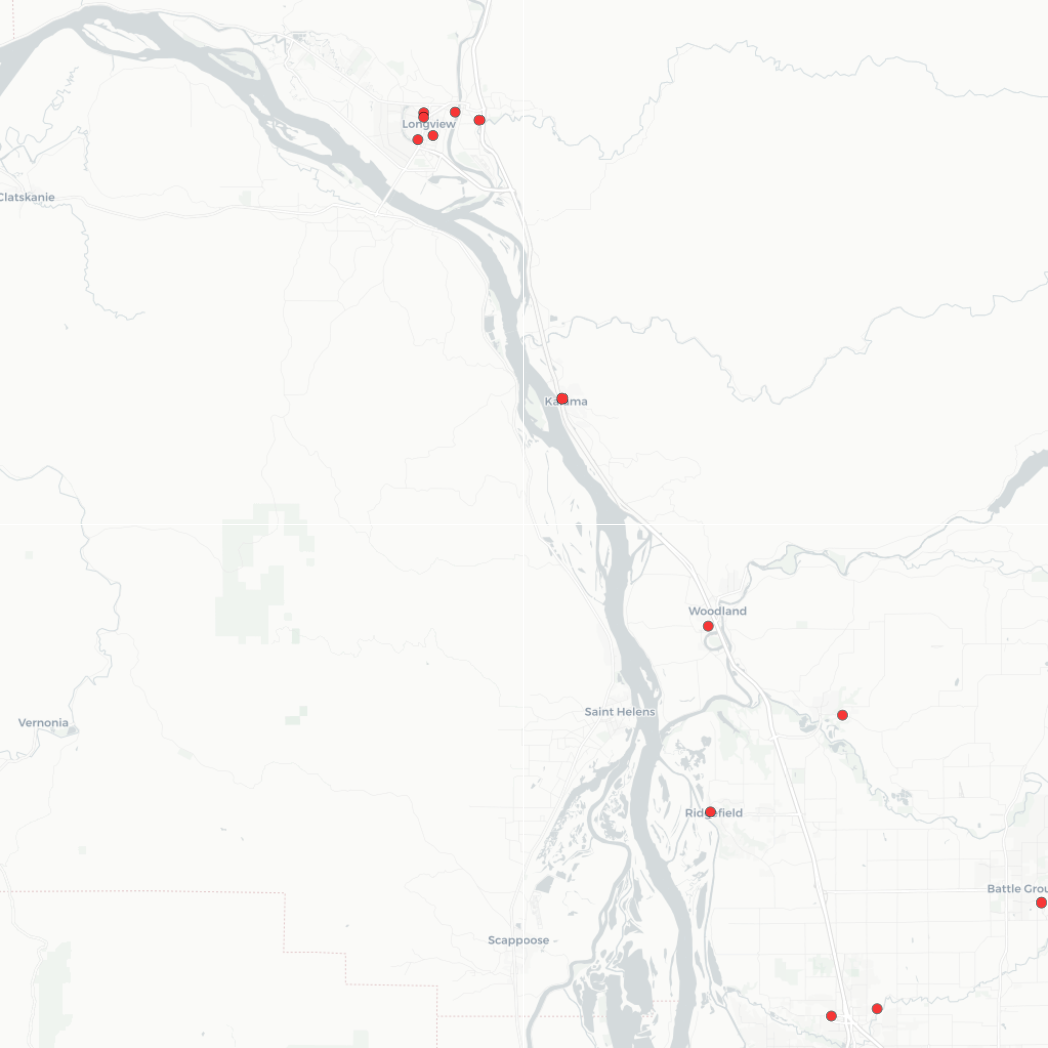 Longview
Clatskanie
Kalama
Woodland
Saint Helens
Vernonia
Ridgefield
Battle Grou
Scappoose